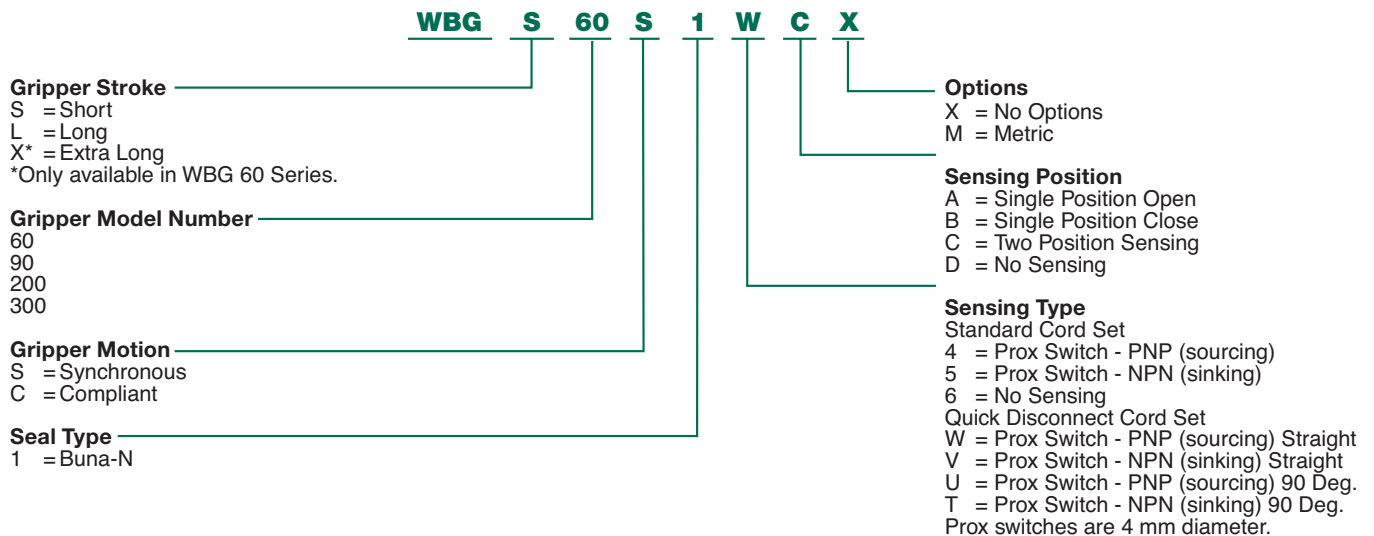 WBG S 60 S 1 W C X
Gripper Stroke
S = Short
L = Long
X* = Extra Long
*Only available in WBG 60 Series.
Gripper Model Number
60
90
200
300
Gripper Motion
S = Synchronous
C = Compliant
Seal Type
1 = Buna-N
Options
X = No Options
M = Metric
Sensing Position
A = Single Position Open
B = Single Position Close
C = Two Position Sensing
D = No Sensing
Sensing Type
Standard Cord Set
4 = Prox Switch - PNP (sourcing)
5 = Prox Switch - NPN (sinking)
6 = No Sensing
Quick Disconnect Cord Set
W = Prox Switch - PNP (sourcing) Straight
V = Prox Switch - NPN (sinking) Straight
U = Prox Switch - PNP (sourcing) 90 Deg.
T = Prox Switch - NPN (sinking) 90 Deg.
Prox switches are 4 mm diameter.